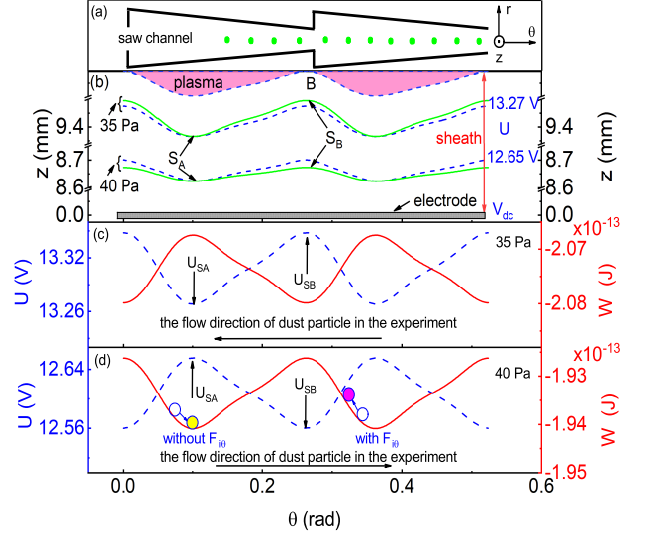 (a)
r
saw channel
θ
z
(b)
plasma
B
13.27 V
35 Pa
9.4
9.4
z (mm)
z (mm)
S_A
S_B
sheath
U
8.7
8.7
12.65 V
40 Pa
8.6
8.6
electrode
V_dc
0.0
0.0
(c)
35 Pa
x10^-13
-2.07
13.32
U_SA
U_SB
U (V)
W (J)
13.26
-2.08
the flow direction of dust particle in the experiment
(d)
40 Pa
x10^-13
-1.93
12.64
U_SA
U_SB
U (V)
W (J)
12.56
-1.94
without F_iθ
with F_iθ
the flow direction of dust particle in the experiment
-1.95
0.0
0.2
0.4
0.6
θ (rad)